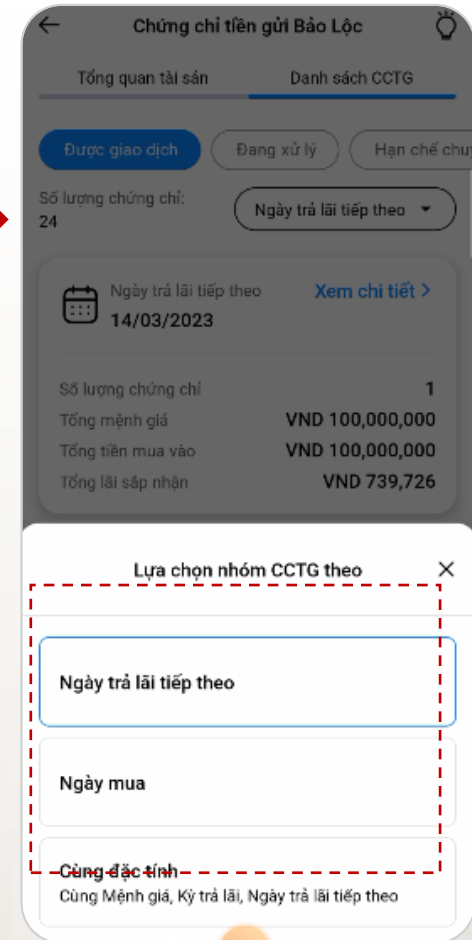 Chứng chỉ tiền gửi Bảo Lộc
Tổng quan tài sản Danh sách CCTG
Được giao dịch Đang xử lý Hạn chế chuy
Số lượng chứng chỉ:
24
Ngày trả lãi tiếp theo
Ngày trả lãi tiếp theo Xem chi tiết >
14/03/2023
Số lượng chứng chỉ 1
Tổng mệnh giá VND 100,000,000
Tổng tiền mua vào VND 100,000,000
Tổng lãi sắp nhận VND 739,726
Lựa chọn nhóm CCTG theo
Ngày trả lãi tiếp theo
Ngày mua
Cùng đặc tính
Cùng Mệnh giá, Kỳ trả lãi, Ngày trả lãi tiếp theo